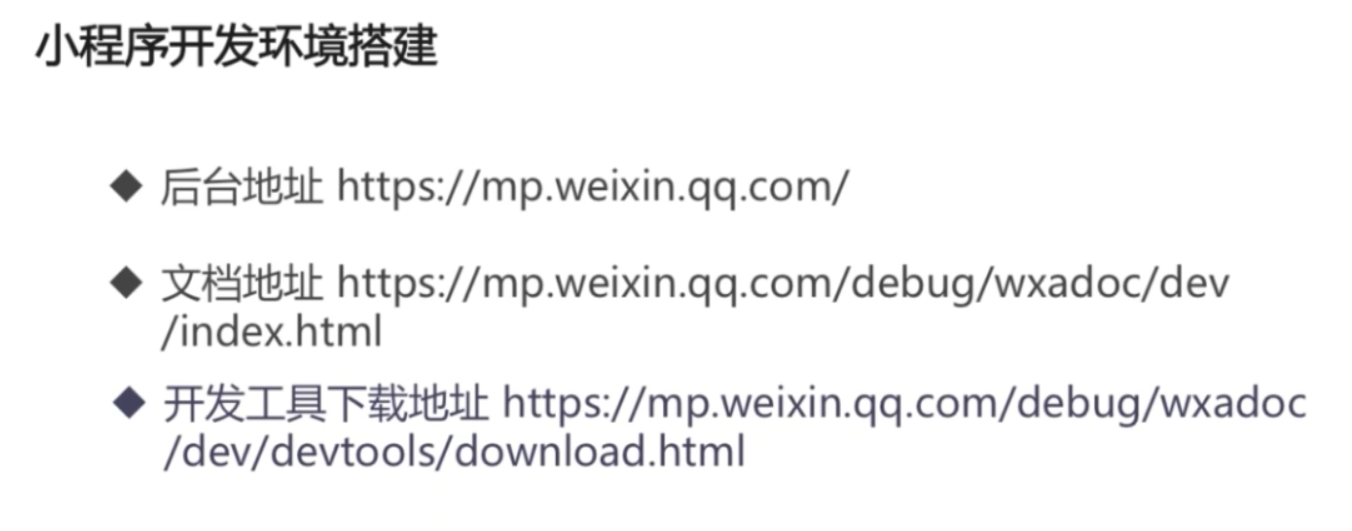 小程序开发环境搭建
◆ 后台地址 https://mp.weixin.qq.com/
◆ 文档地址 https://mp.weixin.qq.com/debug/wxadoc/dev
/index.html
◆ 开发工具下载地址 https://mp.weixin.qq.com/debug/wxadoc
/dev/devtools/download.html